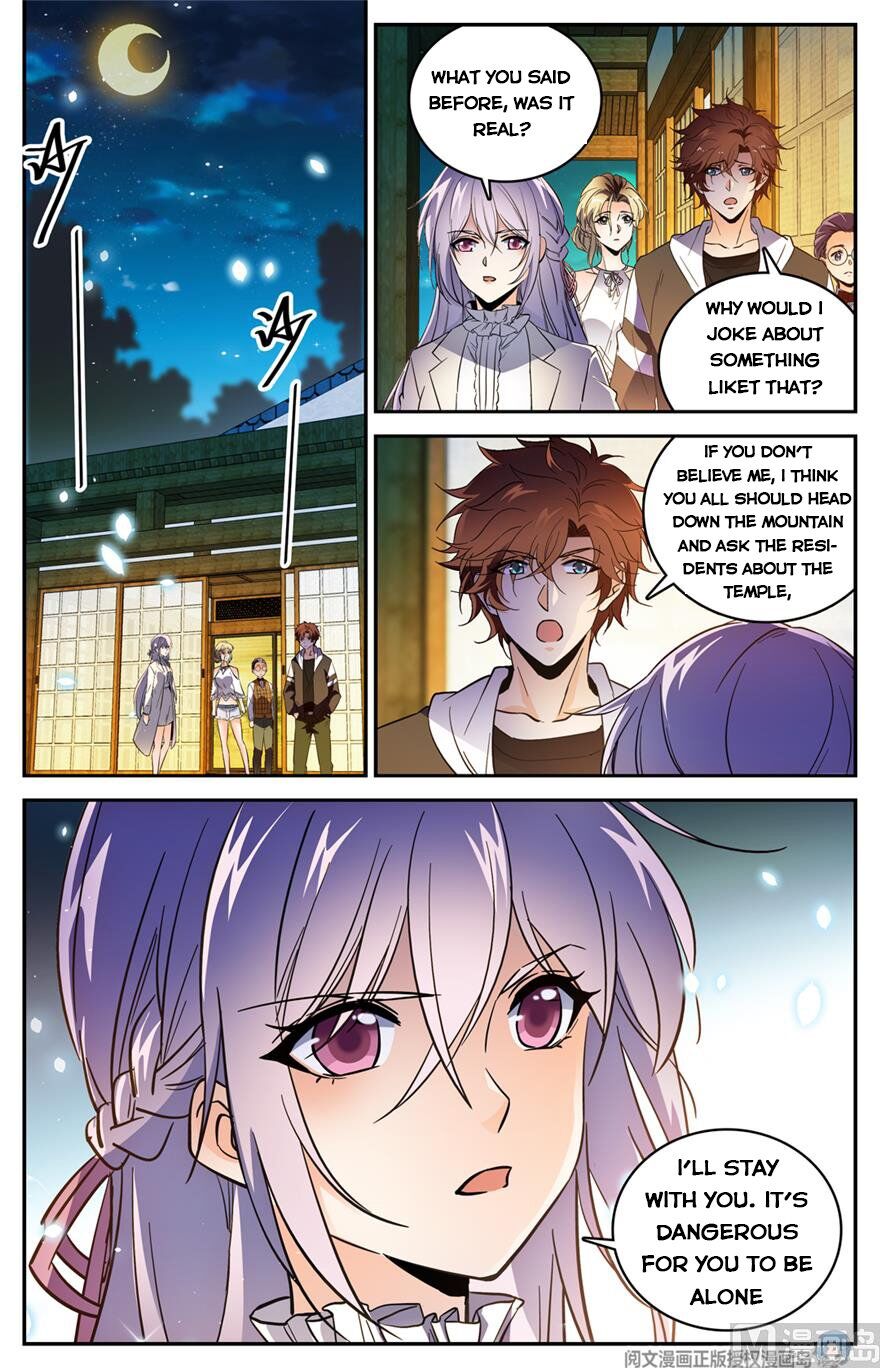 WHAT YOU SAID
BEFORE, WAS IT
REAL?
WHY WOULD I
JOKE ABOUT
SOMETHING
LIKET THAT?
IF YOU DON'T
BELIEVE ME, I THINK
YOU ALL SHOULD HEAD
DOWN THE MOUNTAIN
AND ASK THE RESI-
DENTS ABOUT THE
TEMPLE,
I'LL STAY
WITH YOU. IT'S
DANGEROUS
FOR YOU TO BE
ALONE
M 漫画岛
阅文漫画正版授权漫画岛